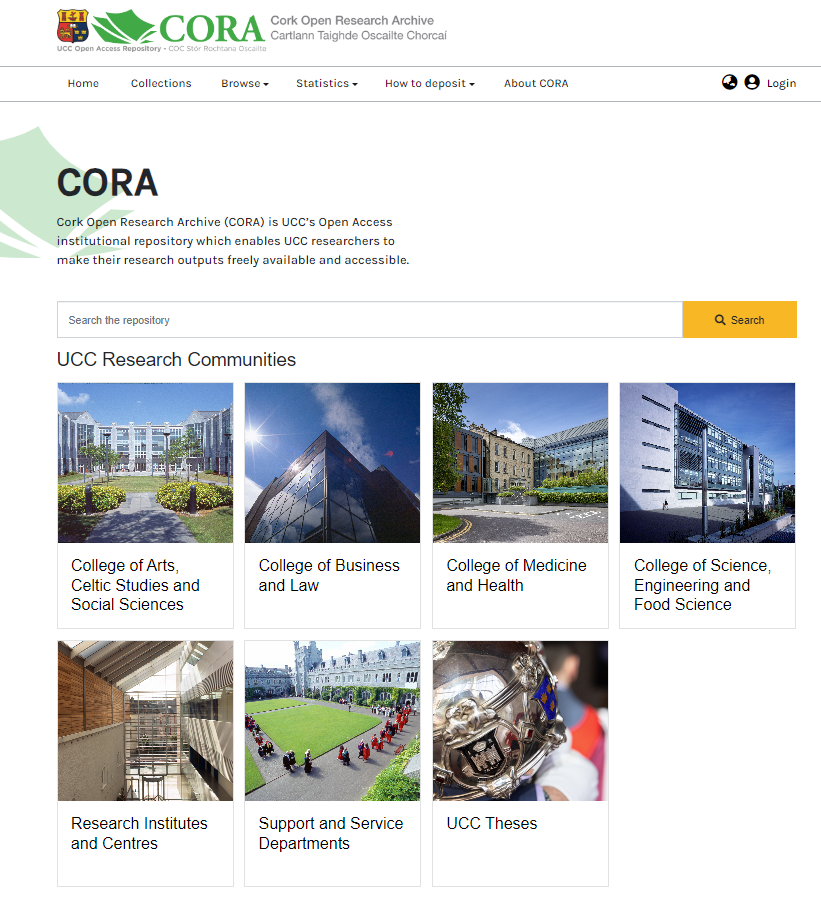 CORA
Cork Open Research Archive
Cartlann Taighde Oscailte Chorcaí
UCC Open Access Repository - COC Stór Rochtana Oscailte
Home Collections Browse Statistics How to deposit About CORA Login
CORA
Cork Open Research Archive (CORA) is UCC’s Open Access
institutional repository which enables UCC researchers to
make their research outputs freely available and accessible.
Search the repository Search
UCC Research Communities
College of Arts,
Celtic Studies and
Social Sciences
College of Business
and Law
College of Medicine
and Health
College of Science,
Engineering and
Food Science
Research Institutes
and Centres
Support and Service
Departments
UCC Theses